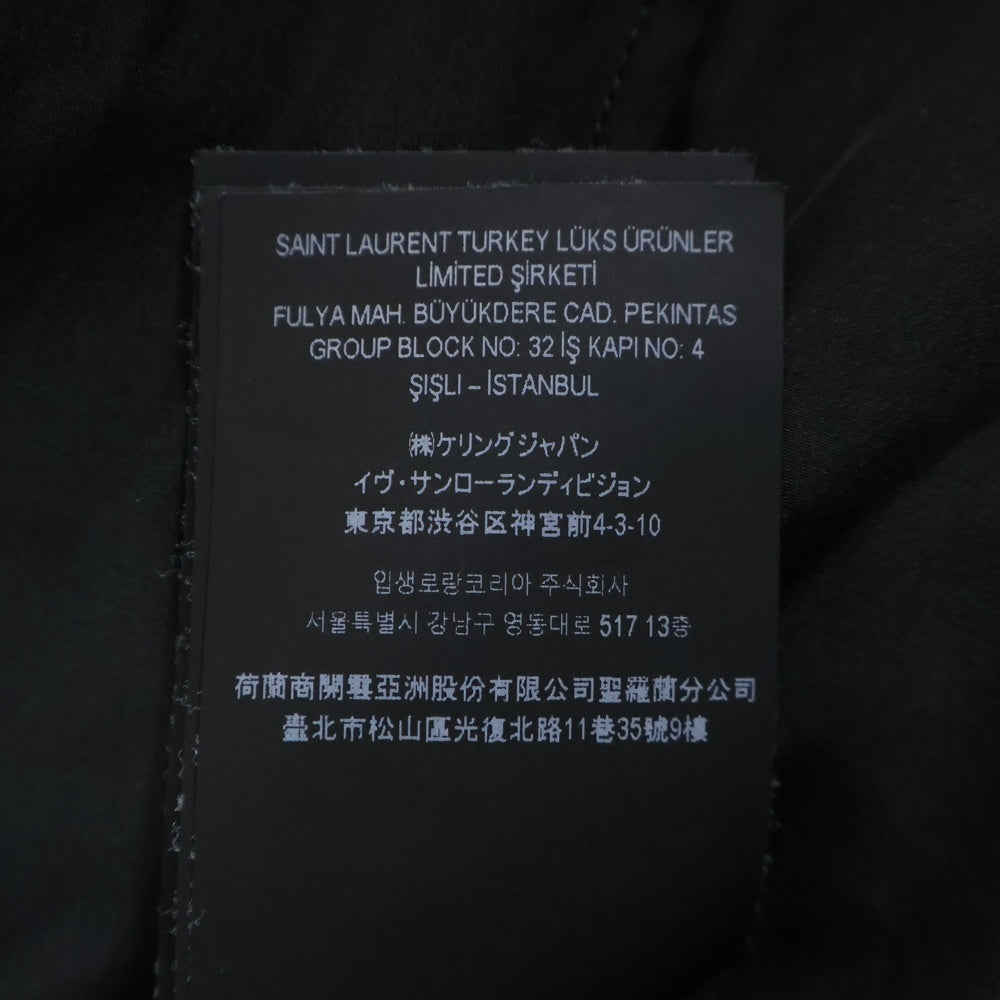 SAINT LAURENT TURKEY LÜKS ÜRÜNLER
LİMİTED ŞİRKETİ
FULYA MAH. BÜYÜKDERE CAD. PEKINTAS
GROUP BLOCK NO: 32 İŞ KAPI NO: 4
ŞIŞLI – İSTANBUL
㈱ケリングジャパン
イヴ・サンローランディビジョン
東京都渋谷区神宮前4-3-10
입생로랑코리아 주식회사
서울특별시 강남구 영동대로 517 13층
荷蘭商開雲亞洲股份有限公司聖羅蘭分公司
臺北市松山區光復北路11巷35號9樓